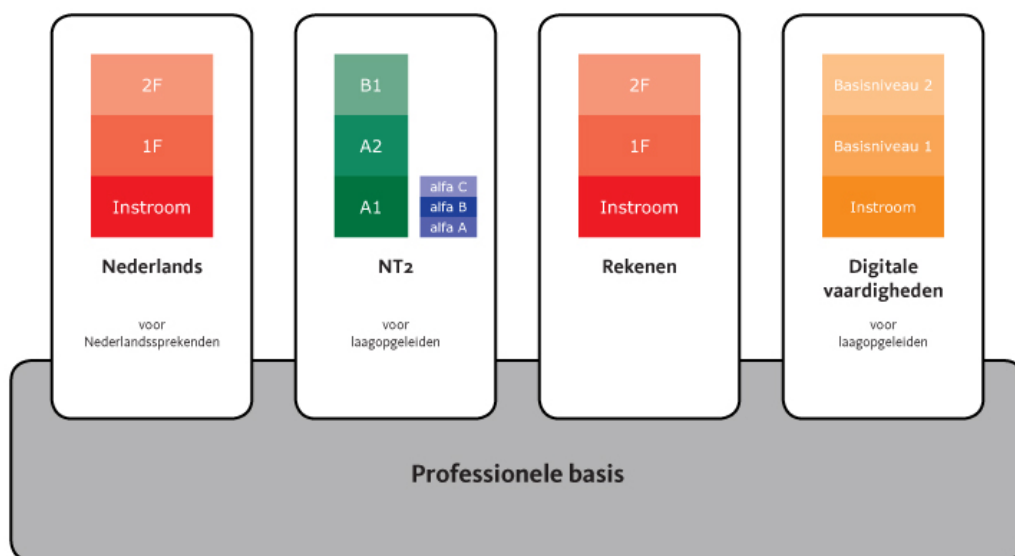 2F
1F
Instroom
Nederlands
voor
Nederlandssprekenden
B1
A2
A1
alfa C
alfa B
alfa A
NT2
voor
laagopgeleiden
2F
1F
Instroom
Rekenen
Basisniveau 2
Basisniveau 1
Instroom
Digitale
vaardigheden
voor
laagopgeleiden
Professionele basis